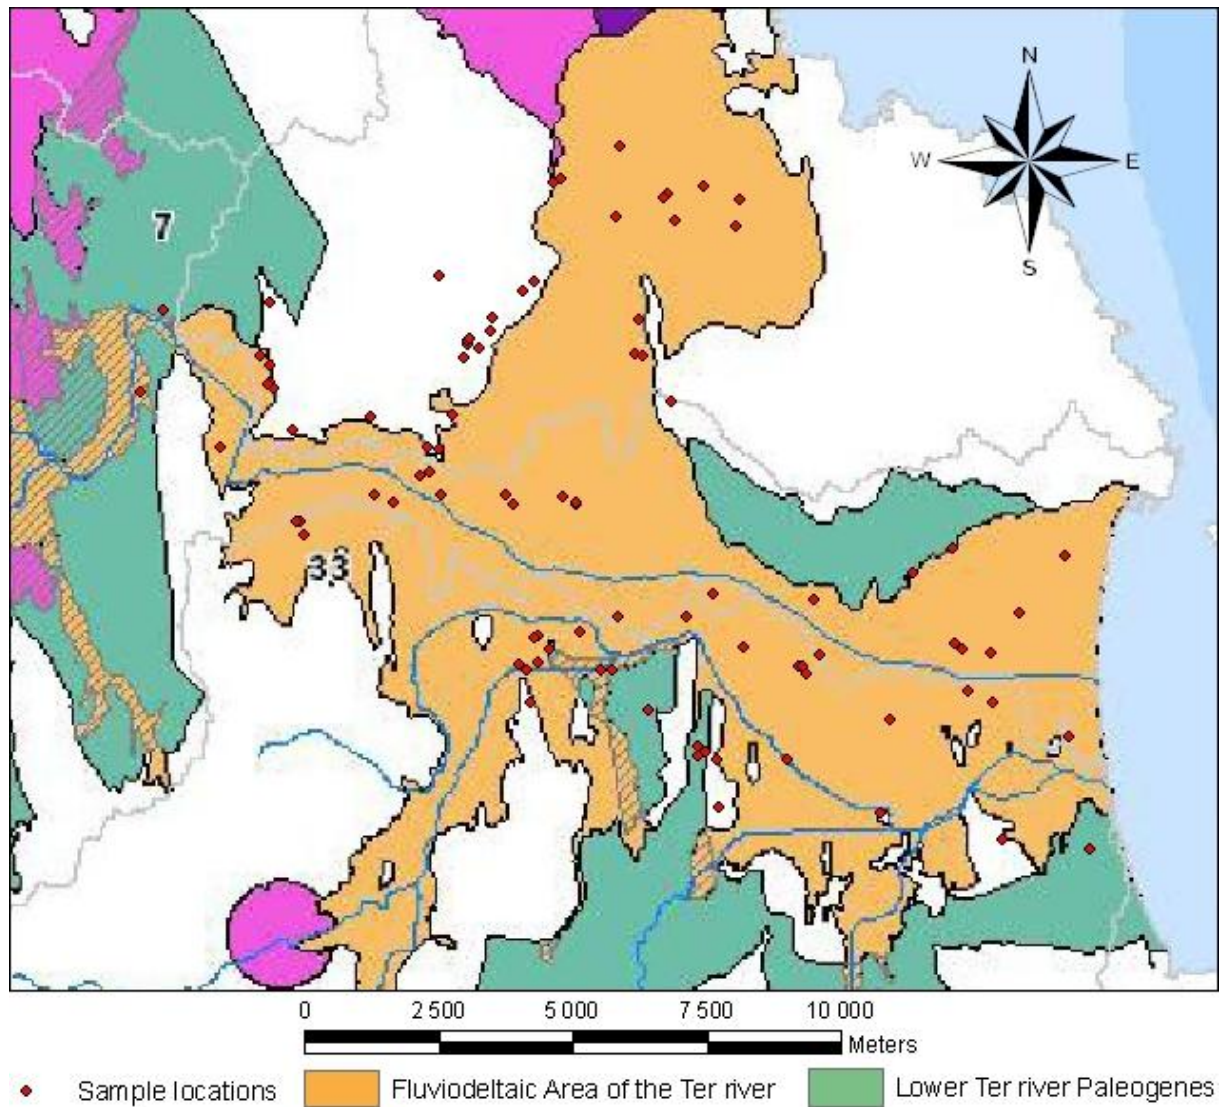 N
W E
S
7
33
0 2 500 5 000 7 500 10 000
Meters
Sample locations Fluviodeltaic Area of the Ter river Lower Ter river Paleogenes